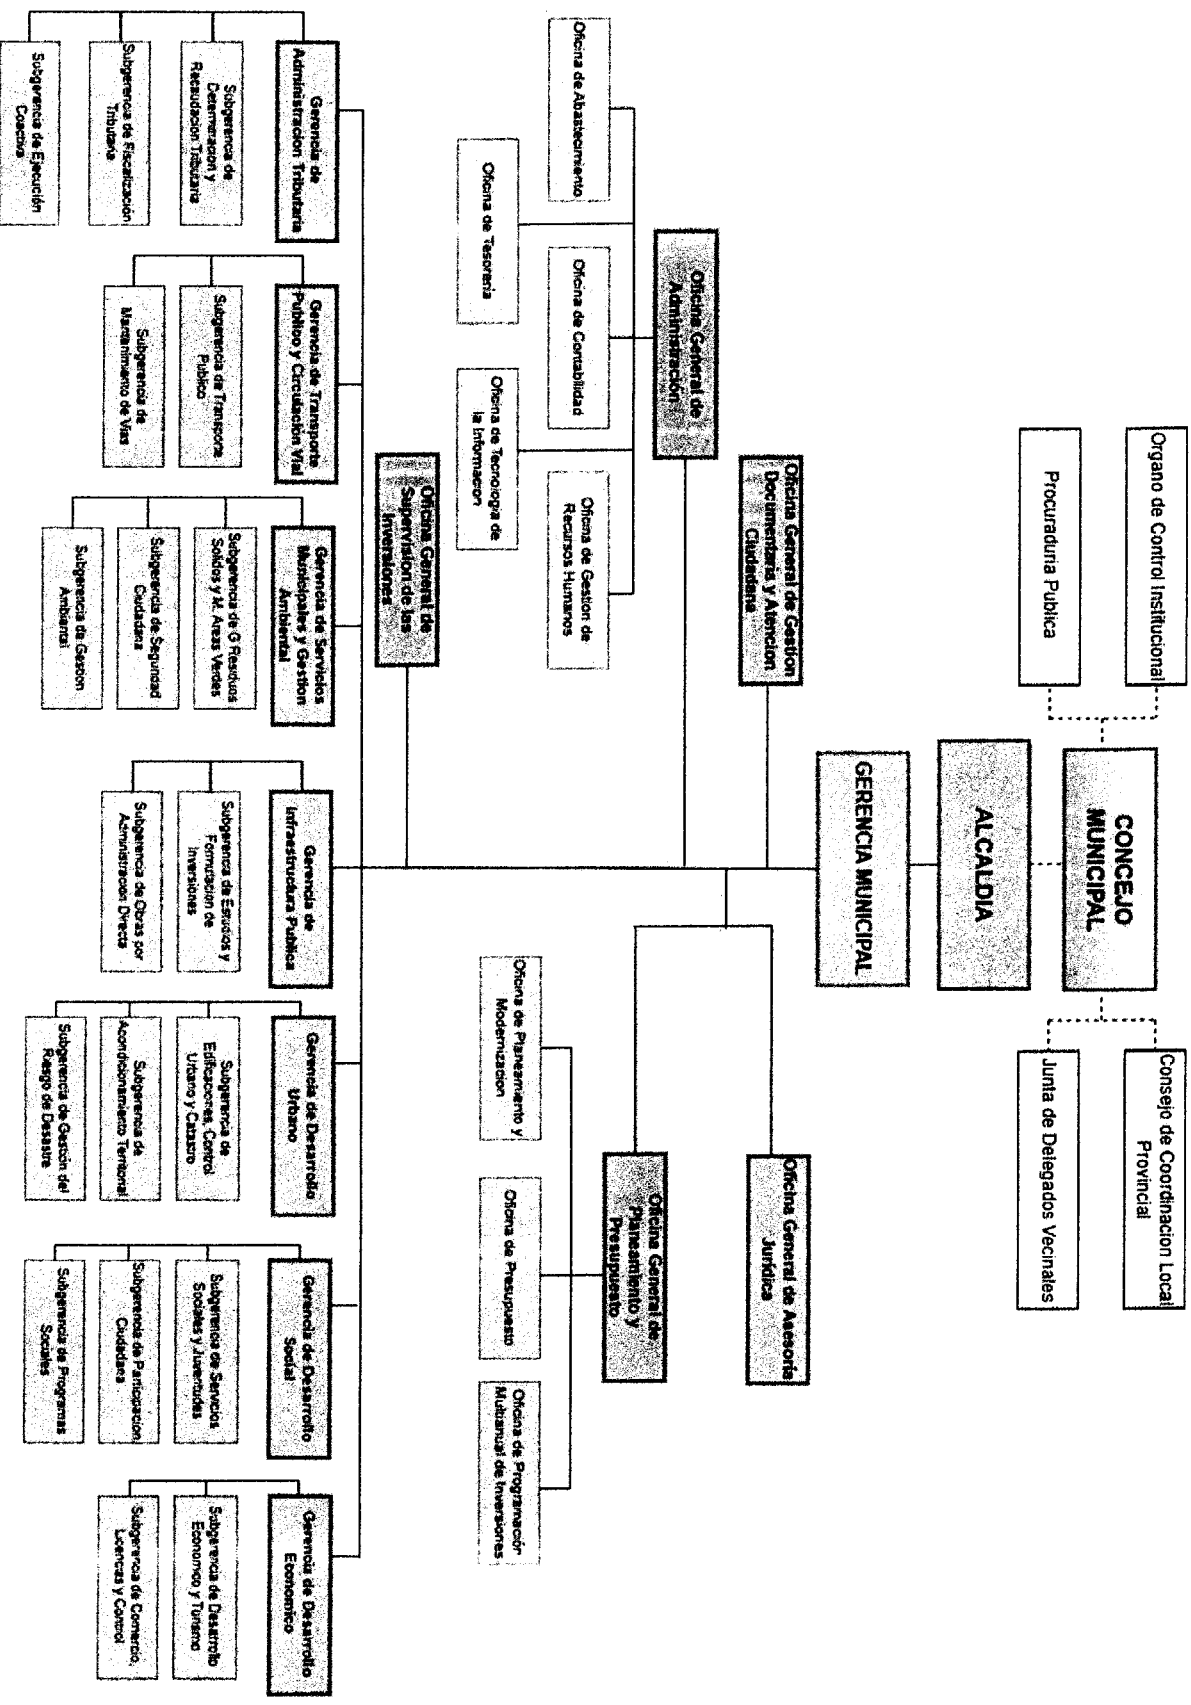 Organo de Control Institucional
Procuraduria Publica
CONCEJO
MUNICIPAL
Consejo de Coordinacion Local
Provincial
Junta de Delegados Vecinales
ALCALDIA
GERENCIA MUNICIPAL
Oficina General de Gestion
Documentaria y Atencion
Ciudadana
Oficina General de Asesoría
Jurídica
Oficina General de
Administración
Oficina de Abastecimiento
Oficina de Contabilidad
Oficina de Gestion de
Recursos Humanos
Oficina de Tesoreria
Oficina de Tecnologia de
la Informacion
Oficina General de
Planeamiento y
Presupuesto
Oficina de Planeamiento y
Modernizacion
Oficina de Presupuesto
Oficina de Programación
Multianual de Inversiones
Oficina General de
Supervision de las
Inversiones
Gerencia de
Administracion Tributaria
Subgerencia de
Determinacion y
Recaudacion Tributaria
Subgerencia de Fiscalización
Tributaria
Subgerencia de Ejecución
Coactiva
Gerencia de Transporte
Publico y Circulación Vial
Subgerencia de Transporte
Publico
Subgerencia de
Mantenimiento de Vias
Gerencia de Servicios
Municipales y Gestion
Ambiental
Subgerencia de G Residuos
Solidos y M. Areas Verdes
Subgerencia de Seguridad
Ciudadana
Subgerencia de Gestion
Ambiental
Gerencia de
Infraestructura Publica
Subgerencia de Estudios y
Formulacion de
Inversiones
Subgerencia de Obras por
Administracion Directa
Gerencia de Desarrollo
Urbano
Subgerencia de
Edificaciones, Control
Urbano y Catastro
Subgerencia de
Acondicionamiento Territorial
Subgerencia de Gestión del
Riesgo de Desastre
Gerencia de Desarrollo
Social
Subgerencia de Servicios
Sociales y Juventudes
Subgerencia de Participacion
Ciudadana
Subgerencia de Programas
Sociales
Gerencia de Desarrollo
Economico
Subgerencia de Desarrollo
Economico y Turismo
Subgerencia de Comercio,
Licencias y Control